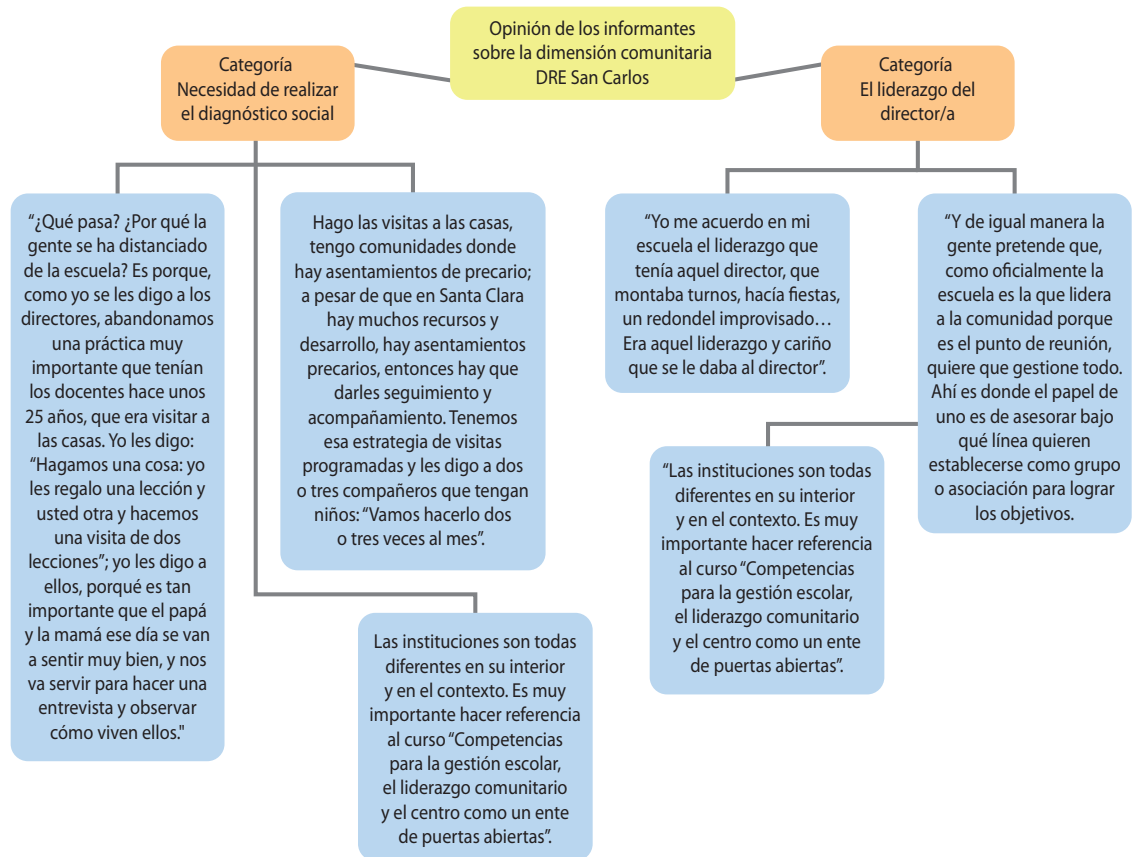 Opinión de los informantes
sobre la dimensión comunitaria
DRE San Carlos
Categoría
Necesidad de realizar
el diagnóstico social
"¿Qué pasa? ¿Por qué la
gente se ha distanciado
de la escuela? Es porque,
como yo se les digo a los
directores, abandonamos
una práctica muy
importante que tenían
los docentes hace unos
25 años, que era visitar a
las casas. Yo les digo:
"Hagamos una cosa: yo
les regalo una lección y
usted otra y hacemos
una visita de dos
lecciones"; yo les digo a
ellos, porqué es tan
importante que el papá
y la mamá ese día se van
a sentir muy bien, y nos
va servir para hacer una
entrevista y observar
cómo viven ellos."
Hago las visitas a las casas,
tengo comunidades donde
hay asentamientos de precario;
a pesar de que en Santa Clara
hay muchos recursos y
desarrollo, hay asentamientos
precarios, entonces hay que
darles seguimiento y
acompañamiento. Tenemos
esa estrategia de visitas
programadas y les digo a dos
o tres compañeros que tengan
niños: "Vamos hacerlo dos
o tres veces al mes".
Las instituciones son todas
diferentes en su interior
y en el contexto. Es muy
importante hacer referencia
al curso "Competencias
para la gestión escolar,
el liderazgo comunitario
y el centro como un ente
de puertas abiertas".
Categoría
El liderazgo del
director/a
"Yo me acuerdo en mi
escuela el liderazgo que
tenía aquel director, que
montaba turnos, hacía fiestas,
un redondel improvisado…
Era aquel liderazgo y cariño
que se le daba al director".
"Y de igual manera la
gente pretende que,
como oficialmente la
escuela es la que lidera
a la comunidad porque
es el punto de reunión,
quiere que gestione todo.
Ahí es donde el papel de
uno es de asesorar bajo
qué línea quieren
establecerse como grupo
o asociación para lograr
los objetivos.
"Las instituciones son todas
diferentes en su interior
y en el contexto. Es muy
importante hacer referencia
al curso "Competencias
para la gestión escolar,
el liderazgo comunitario
y el centro como un ente
de puertas abiertas".